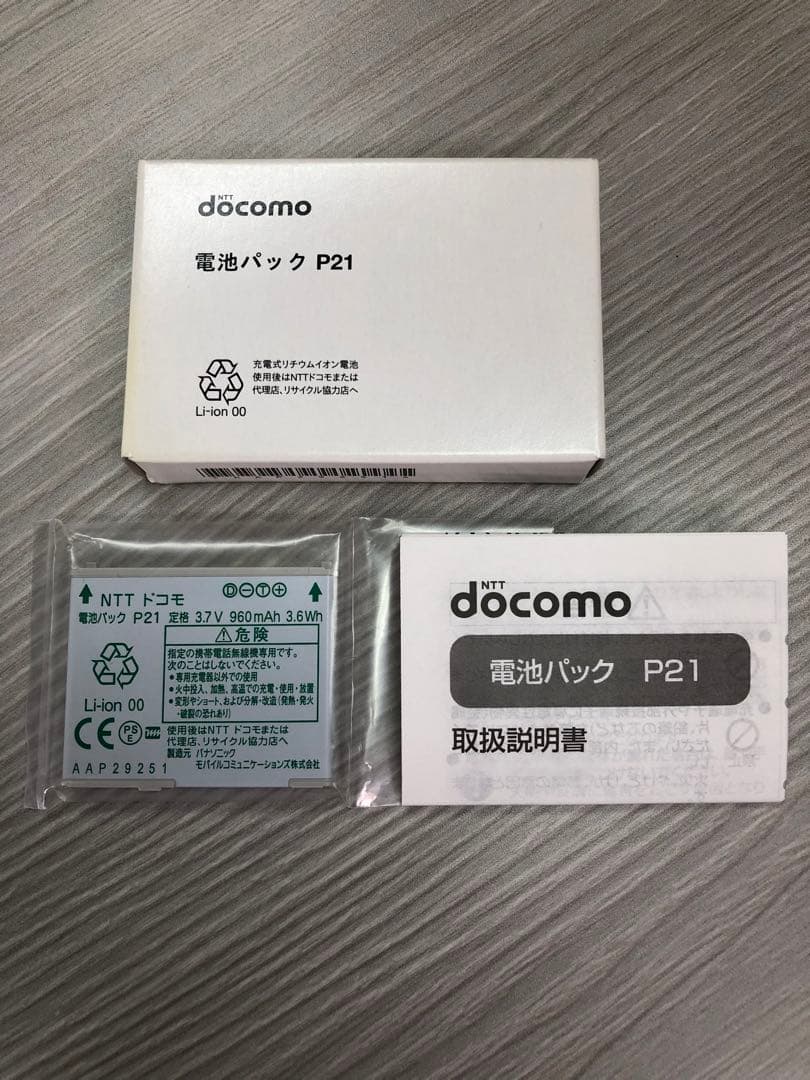 NTT
docomo
電池パック P21
充電式リチウムイオン電池
使用後はNTTドコモまたは
代理店、リサイクル協力店へ
Li-ion 00
NTT ドコモ
D − T +
電池パック P21 定格 3.7V 960mAh 3.6Wh
危険
指定の携帯電話無線機専用です。
次のことはしないでください。
•専用充電器以外での使用
•火中投入、加熱、高温での充電・使用・放置
•変形やショート、および分解・改造(発熱・発火
・破裂の恐れあり)
Li-ion 00
CE PS E
使用後はNTT ドコモまたは
代理店、リサイクル協力店へ
製造元 パナソニック
モバイルコミュニケーションズ株式会社
AAP29251
NTT
docomo
電池パック P21
取扱説明書